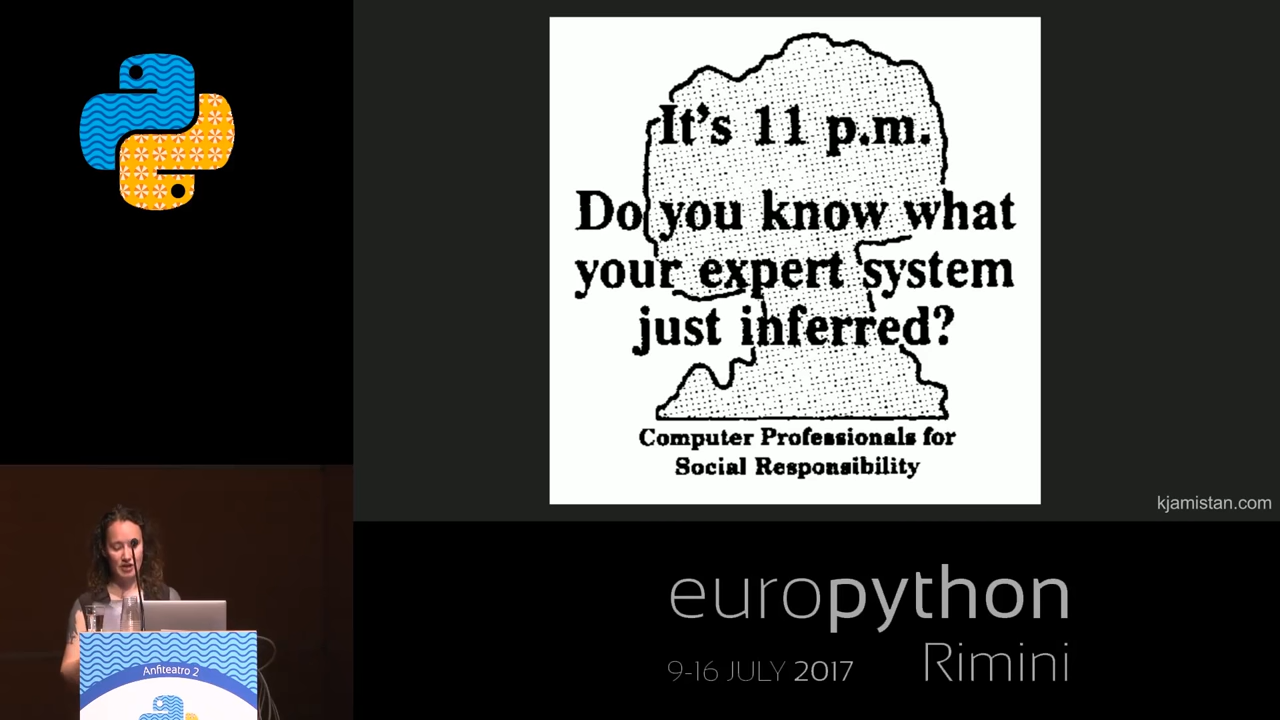 It's 11 p.m.
Do you know what
your expert system
just inferred?
Computer Professionals for
Social Responsibility
kjamistan.com
europython
Rimini
9-16 JULY 2017
Anfiteatro 2